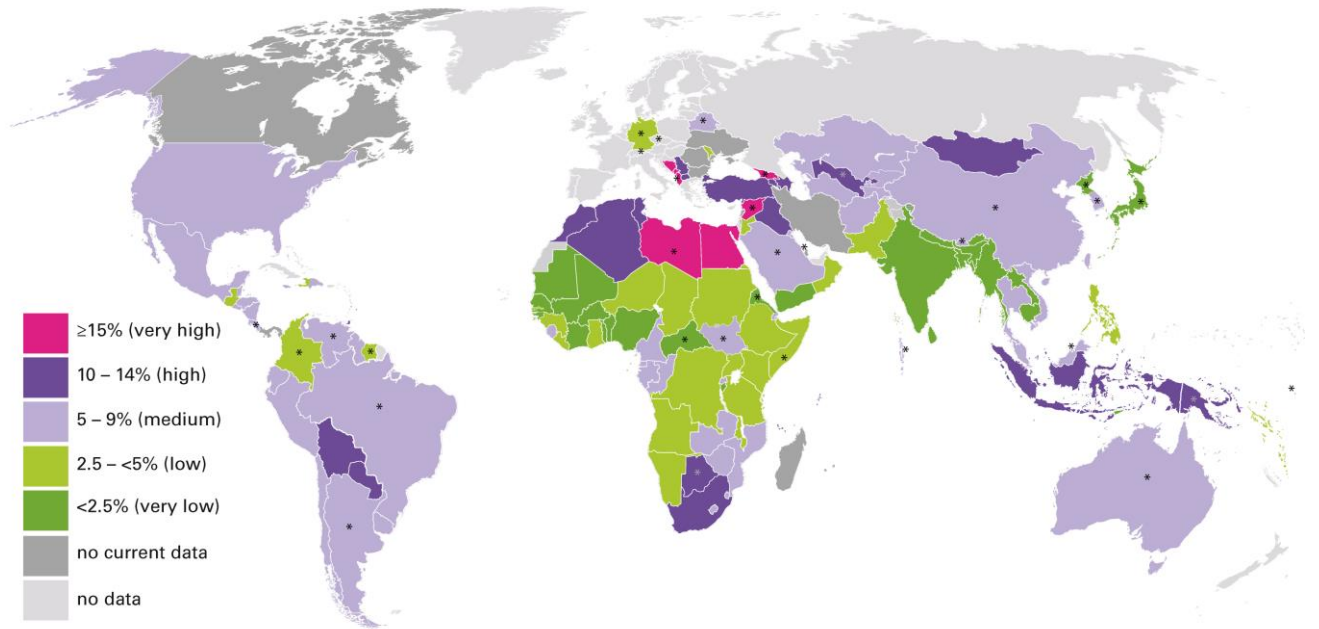 ≥15% (very high)
10 – 14% (high)
5 – 9% (medium)
2.5 – <5% (low)
<2.5% (very low)
no current data
no data